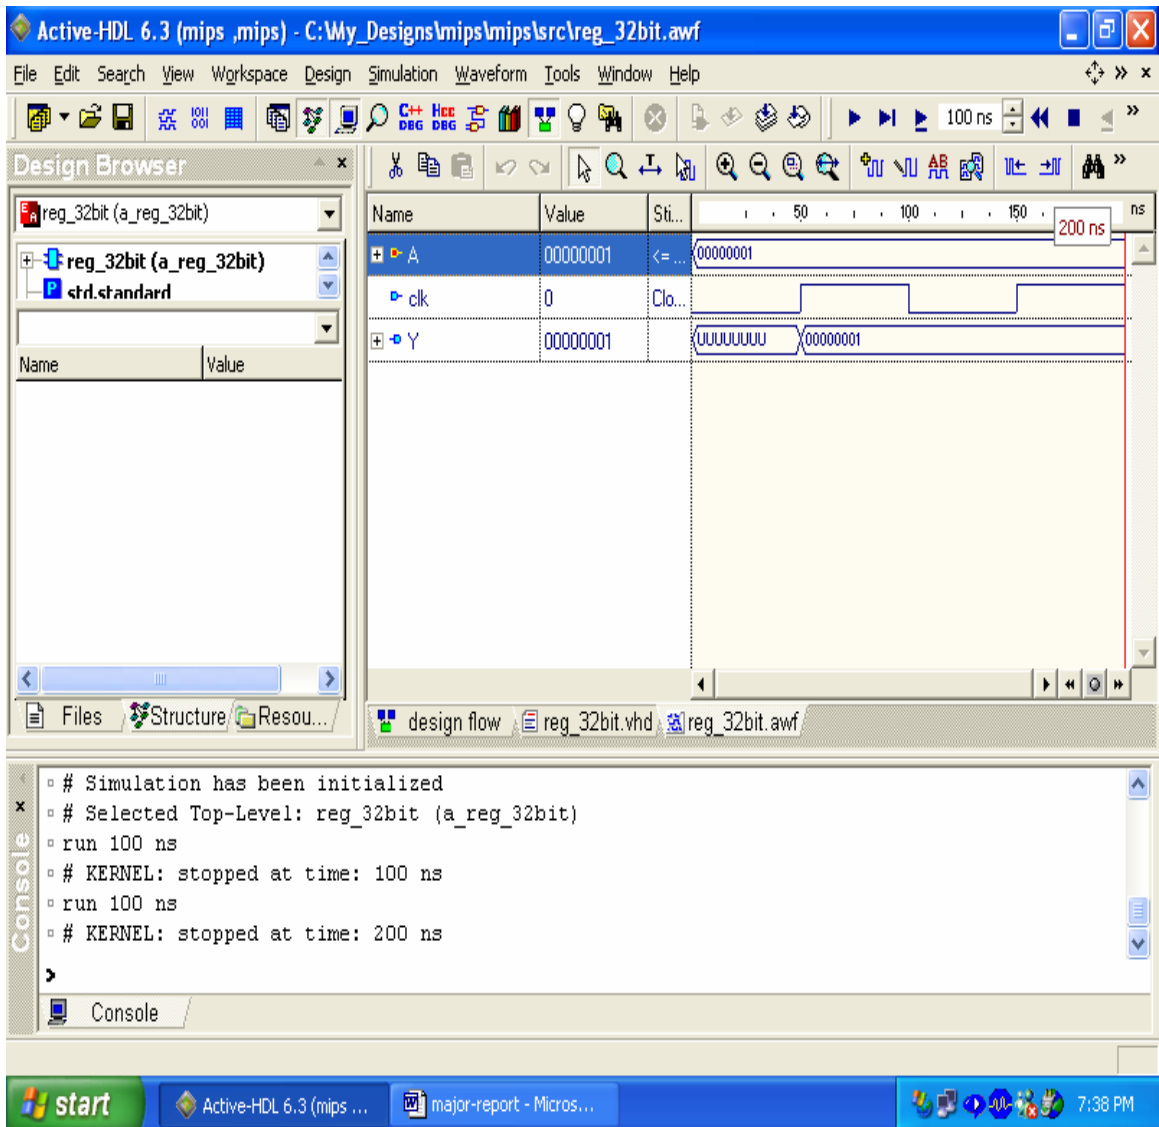 Active-HDL 6.3 (mips ,mips) - C:\My_Designs\mips\mips\src\reg_32bit.awf
File Edit Search View Workspace Design Simulation Waveform Tools Window Help
100 ns
Design Browser
reg_32bit (a_reg_32bit)
reg_32bit (a_reg_32bit)
std.standard
Name Value
Files Structure Resou...
Name Value Sti... 50 100 150 ns
200 ns
A 00000001 <= ... 00000001
clk 0 Clo...
Y 00000001 UUUUUUUU 00000001
design flow reg_32bit.vhd reg_32bit.awf
Console
# Simulation has been initialized
# Selected Top-Level: reg_32bit (a_reg_32bit)
run 100 ns
# KERNEL: stopped at time: 100 ns
run 100 ns
# KERNEL: stopped at time: 200 ns
>
Console
start Active-HDL 6.3 (mips ... major-report - Micros... 7:38 PM